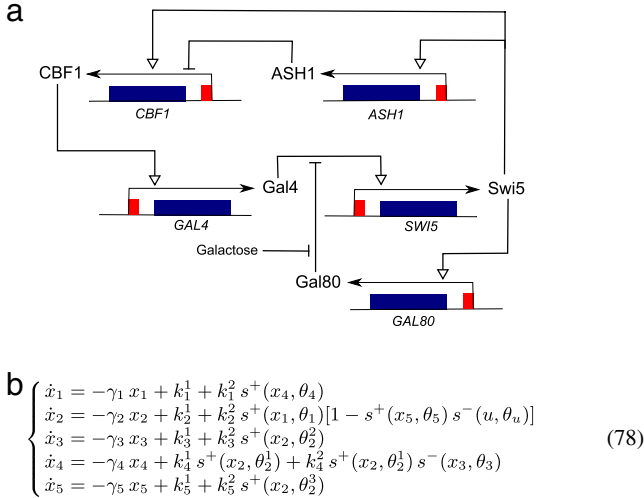 a
CBF1 ASH1
CBF1 ASH1
Gal4 Swi5
GAL4 SWI5
Galactose
Gal80
GAL80
b
ẋ₁ = −γ₁ x₁ + k₁¹ + k₁² s⁺(x₄, θ₄)
ẋ₂ = −γ₂ x₂ + k₂¹ + k₂² s⁺(x₁, θ₁)[1 − s⁺(x₅, θ₅) s⁻(u, θᵤ)]
ẋ₃ = −γ₃ x₃ + k₃¹ + k₃² s⁺(x₂, θ₂²)
(78)
ẋ₄ = −γ₄ x₄ + k₄¹ s⁺(x₂, θ₂¹) + k₄² s⁺(x₂, θ₂¹) s⁻(x₃, θ₃)
ẋ₅ = −γ₅ x₅ + k₅¹ + k₅² s⁺(x₂, θ₂³)